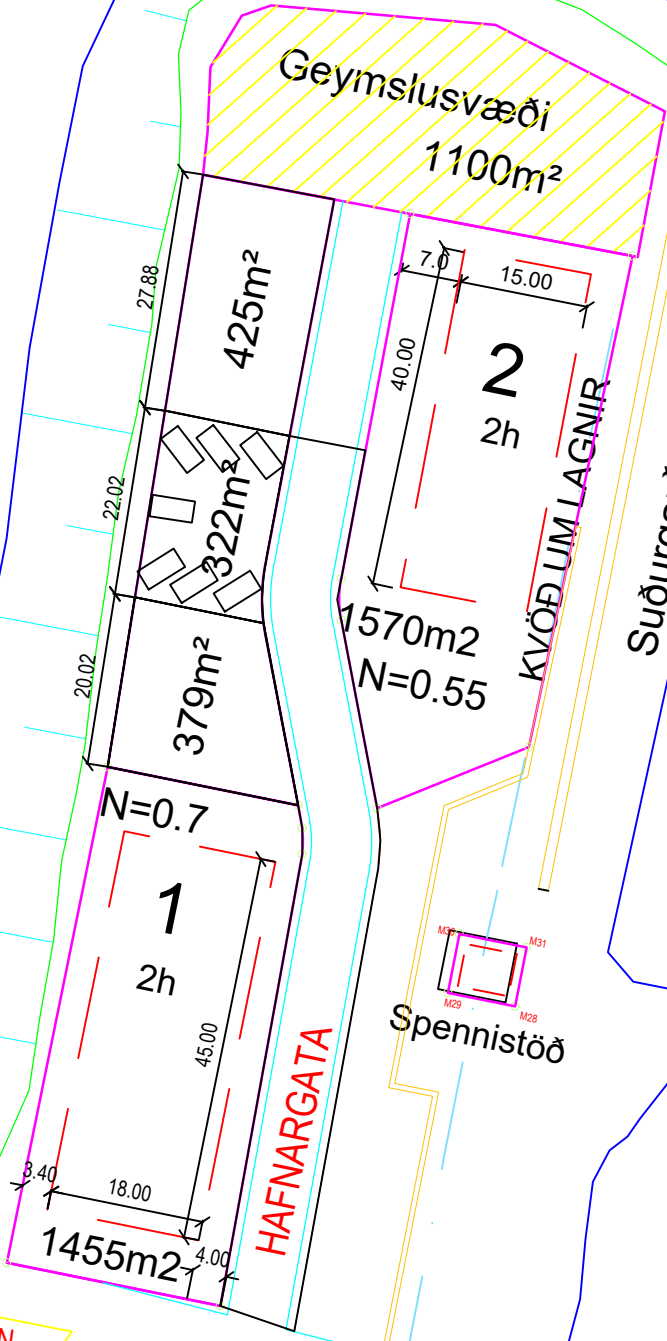 Geymslusvæði
1100m²
27.88
425m²
7.0
15.00
40.00
2
2h
KVÖÐ UM LAGNIR
22.02
322m²
1570m2
N=0.55
20.02
379m²
N=0.7
1
2h
45.00
M30
M31
M29
M28
Spennistöð
HAFNARGATA
3.40
18.00
4.00
1455m2